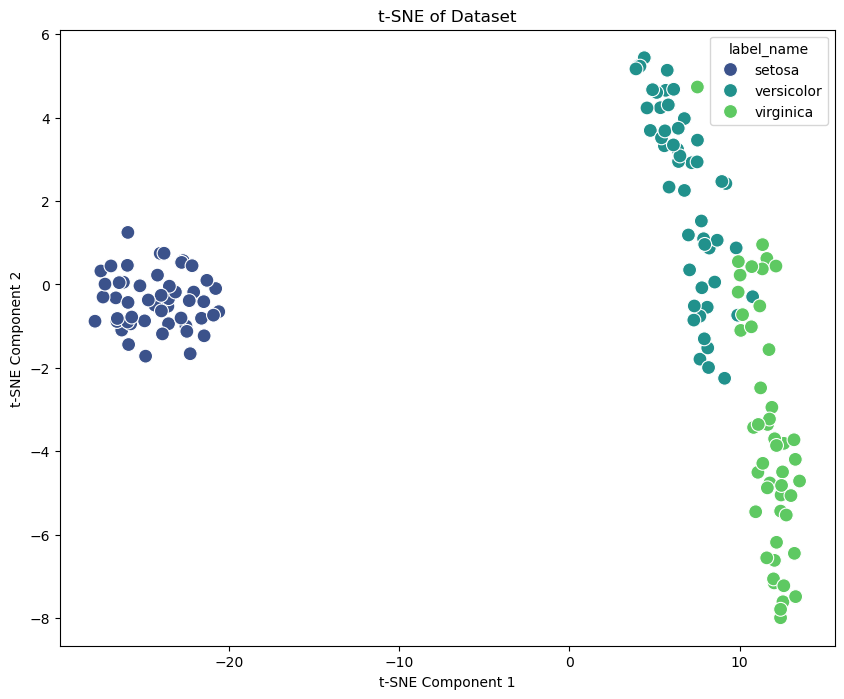 t-SNE of Dataset
label_name
setosa
versicolor
virginica
6
4
2
0
−2
−4
−6
−8
t-SNE Component 2
−20
−10
0
10
t-SNE Component 1